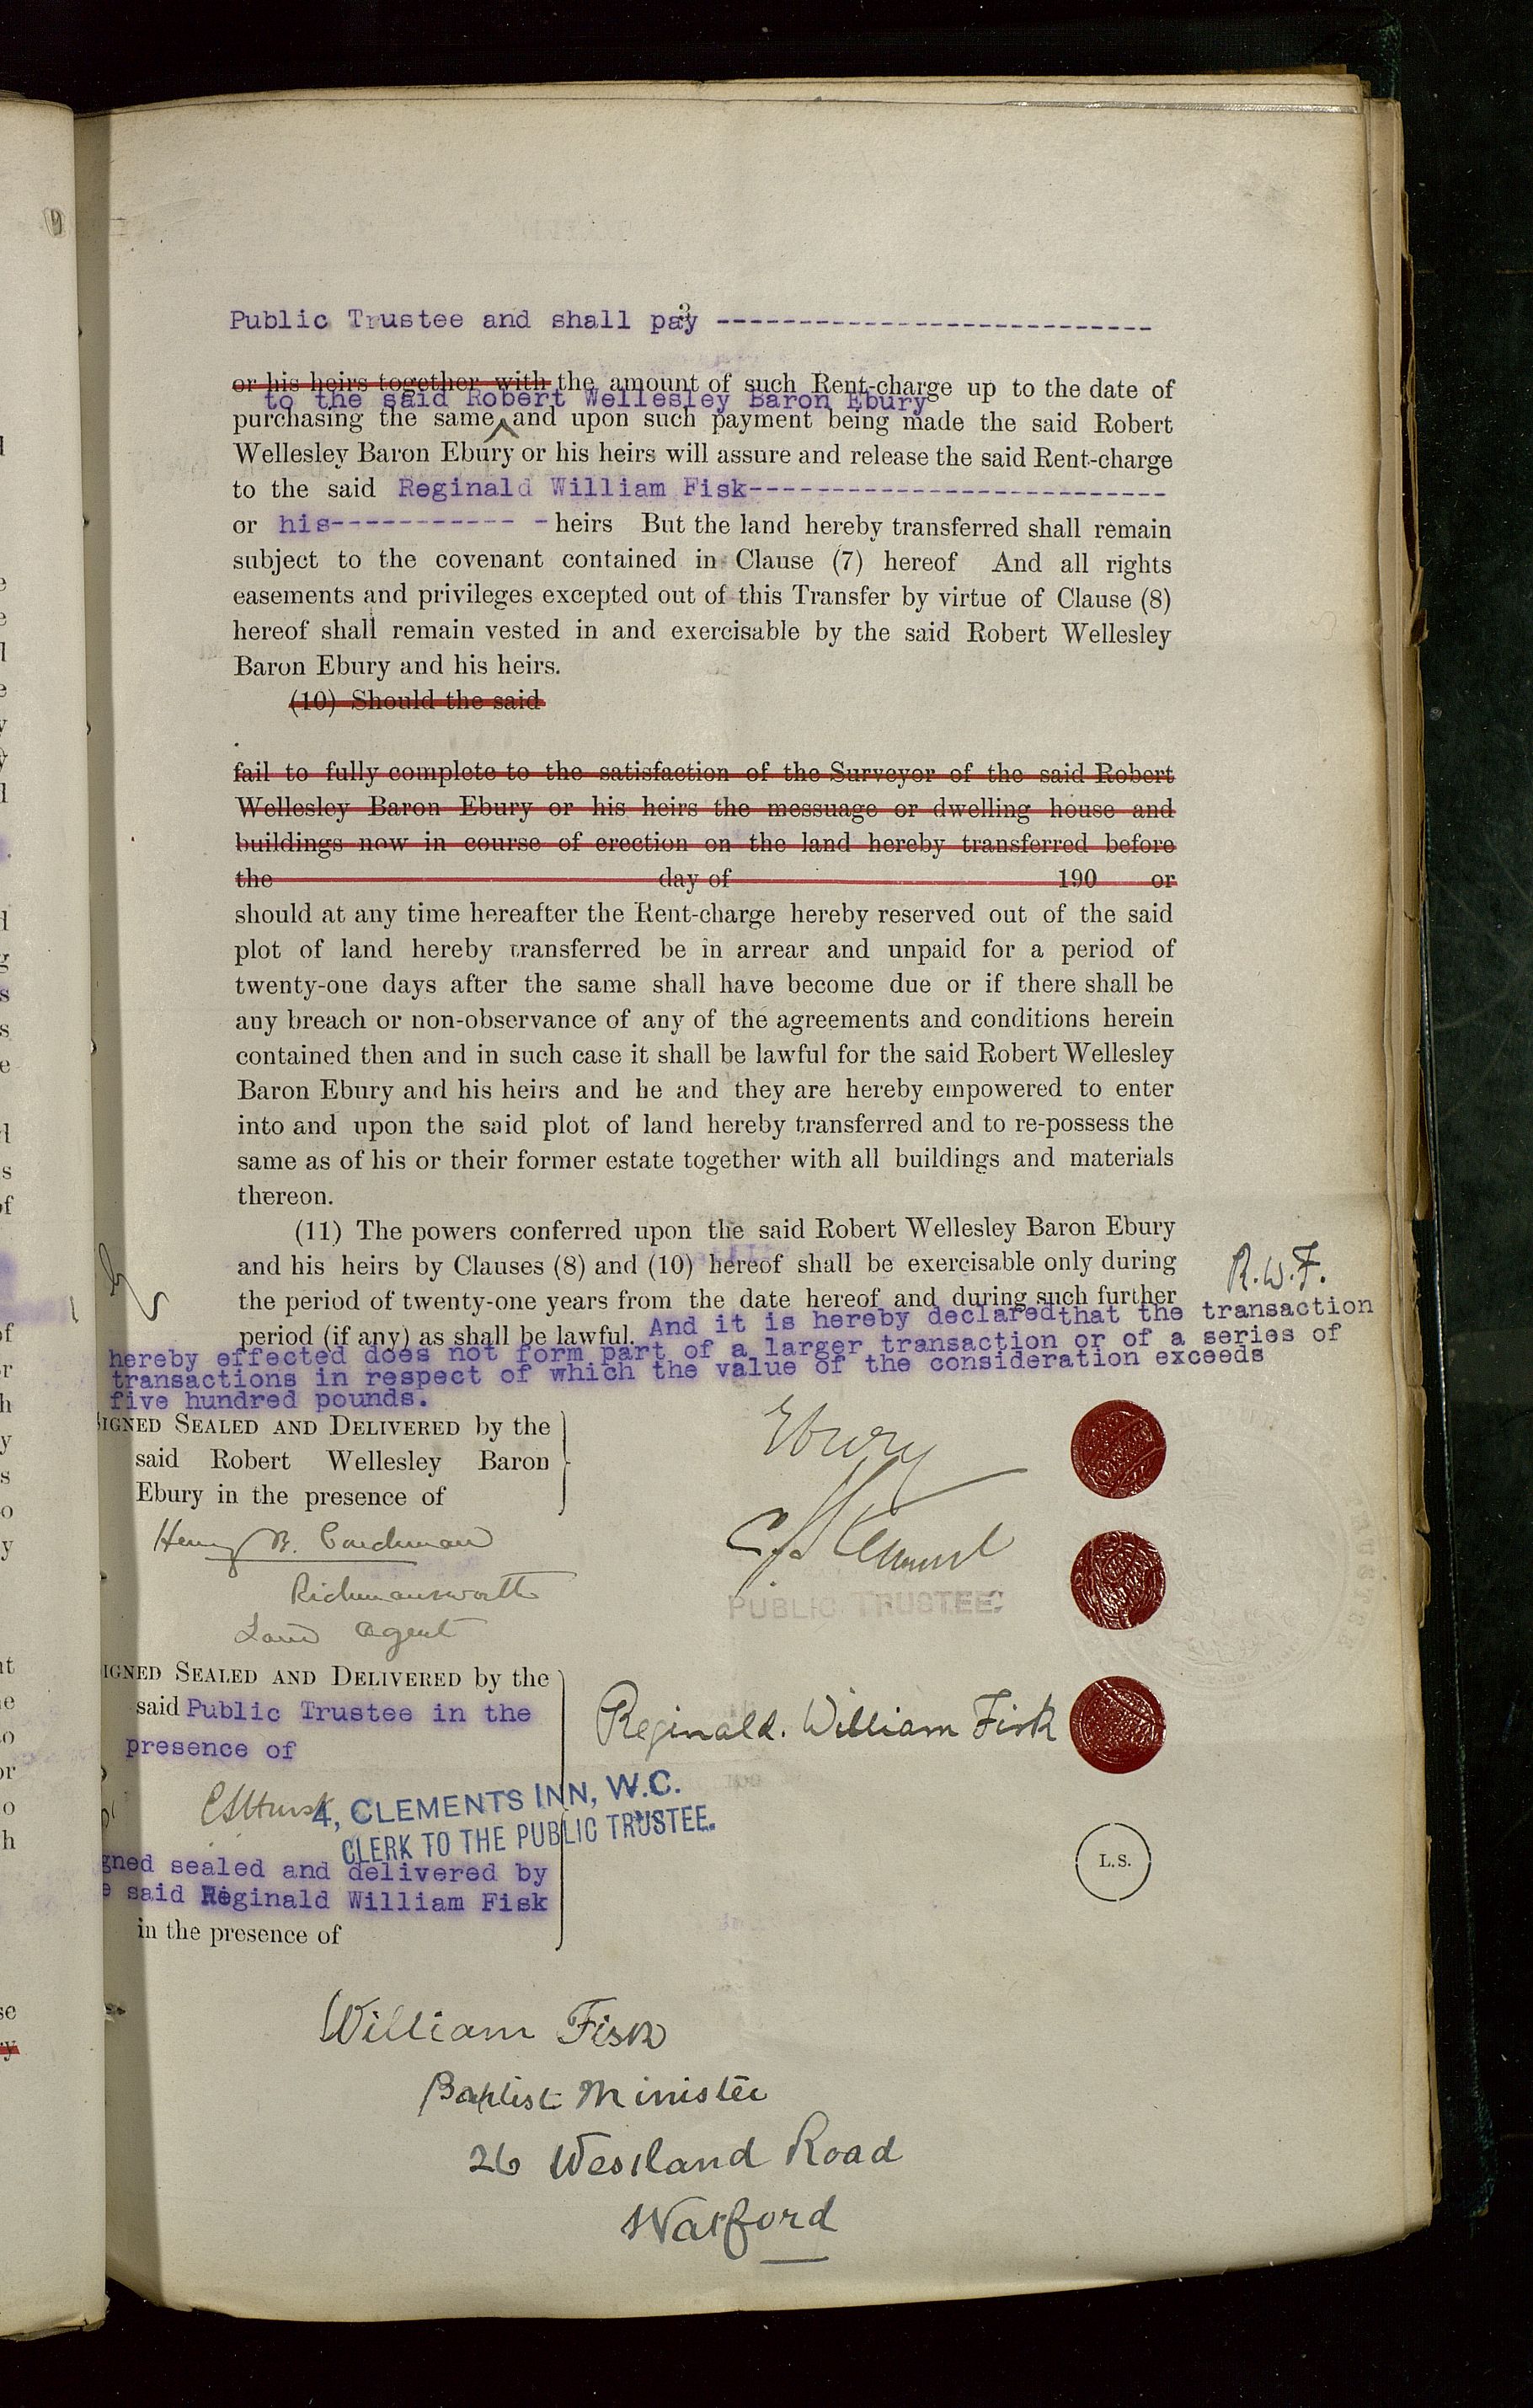 3
Public Trustee and shall pay ---------------------------
or his heirs together with the amount of such Rent-charge up to the date of
to the said Robert Wellesley Baron Ebury
purchasing the same and upon such payment being made the said Robert
Wellesley Baron Ebury or his heirs will assure and release the said Rent-charge
to the said Reginald William Fisk--------------------------
or his----------- -heirs But the land hereby transferred shall remain
subject to the covenant contained in Clause (7) hereof And all rights
easements and privileges excepted out of this Transfer by virtue of Clause (8)
hereof shall remain vested in and exercisable by the said Robert Wellesley
Baron Ebury and his heirs.
(10) Should the said
fail to fully complete to the satisfaction of the Surveyor of the said Robert
Wellesley Baron Ebury or his heirs the messuage or dwelling house and
buildings now in course of erection on the land hereby transferred before
the day of 190 or
should at any time hereafter the Rent-charge hereby reserved out of the said
plot of land hereby transferred be in arrear and unpaid for a period of
twenty-one days after the same shall have become due or if there shall be
any breach or non-observance of any of the agreements and conditions herein
contained then and in such case it shall be lawful for the said Robert Wellesley
Baron Ebury and his heirs and he and they are hereby empowered to enter
into and upon the said plot of land hereby transferred and to re-possess the
same as of his or their former estate together with all buildings and materials
thereon.
(11) The powers conferred upon the said Robert Wellesley Baron Ebury
and his heirs by Clauses (8) and (10) hereof shall be exercisable only during
R.W.F.
the period of twenty-one years from the date hereof and during such further
period (if any) as shall be lawful. And it is hereby declared that the transaction
hereby effected does not form part of a larger transaction or of a series of
transactions in respect of which the value of the consideration exceeds
five hundred pounds.
SIGNED SEALED AND DELIVERED by the
said Robert Wellesley Baron
Ebury in the presence of
Ebury
Henry B.
Rickmansworth
Land Agent
PUBLIC TRUSTEE
IGNED SEALED AND DELIVERED by the
said Public Trustee in the
presence of
Reginald. William Fisk
4, CLEMENTS INN, W.C.
CLERK TO THE PUBLIC TRUSTEE.
gned sealed and delivered by
e said Reginald William Fisk
in the presence of
L.S.
William Fisk
Baptist Minister
26 Westland Road
Watford